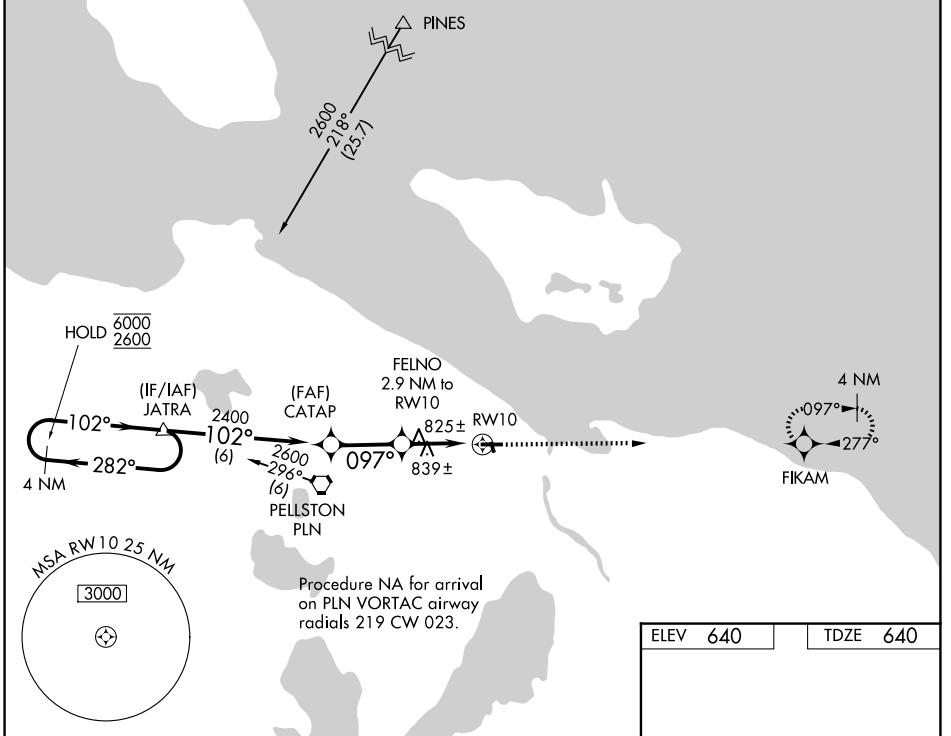 PINES
2600
218°
(25.7)
HOLD 6000
2600
(IF/IAF)
JATRA
(FAF)
CATAP
FELNO
2.9 NM to
RW10
4 NM
102°
2400
102°
(6)
825±
RW10
097°
277°
282°
4 NM
2600
296°
(6)
097°
839±
FIKAM
PELLSTON
PLN
MSA RW10 25 NM
3000
Procedure NA for arrival
on PLN VORTAC airway
radials 219 CW 023.
ELEV 640
TDZE 640